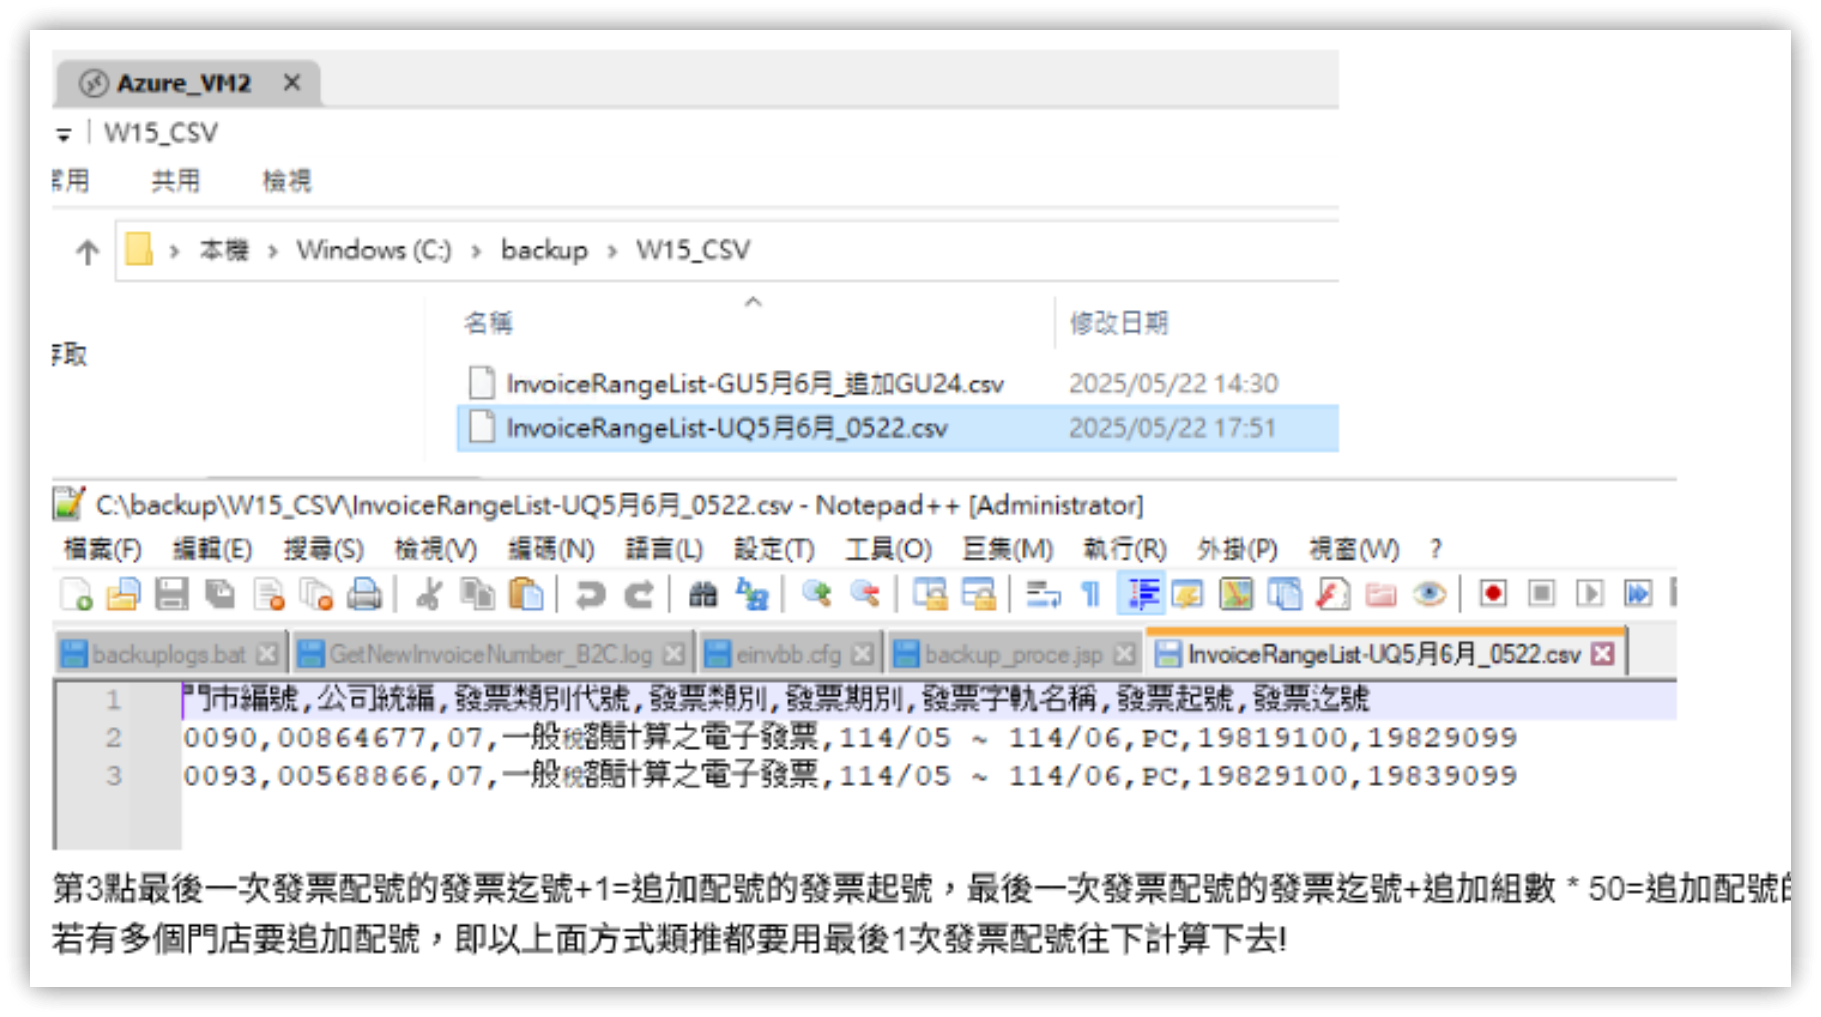 Azure_VM2
W15_CSV
常用 共用 檢視
本機 > Windows (C:) > backup > W15_CSV
名稱 修改日期
存取
InvoiceRangeList-GU5月6月_追加GU24.csv 2025/05/22 14:30
InvoiceRangeList-UQ5月6月_0522.csv 2025/05/22 17:51
C:\backup\W15_CSV\InvoiceRangeList-UQ5月6月_0522.csv - Notepad++ [Administrator]
檔案(F) 編輯(E) 搜尋(S) 檢視(V) 編碼(N) 語言(L) 設定(T) 工具(O) 巨集(M) 執行(R) 外掛(P) 視窗(W) ?
backuplogs.bat GetNewInvoiceNumber_B2C.log einvbb.cfg backup_proce.jsp InvoiceRangeList-UQ5月6月_0522.csv
1 門市編號,公司統編,發票類別代號,發票類別,發票期別,發票字軌名稱,發票起號,發票迄號
2 0090,00864677,07,一般稅額計算之電子發票,114/05 ~ 114/06,PC,19819100,19829099
3 0093,00568866,07,一般稅額計算之電子發票,114/05 ~ 114/06,PC,19829100,19839099
第3點最後一次發票配號的發票迄號+1=追加配號的發票起號，最後一次發票配號的發票迄號+追加組數 * 50=追加配號
若有多個門店要追加配號，即以上面方式類推都要用最後1次發票配號往下計算下去!